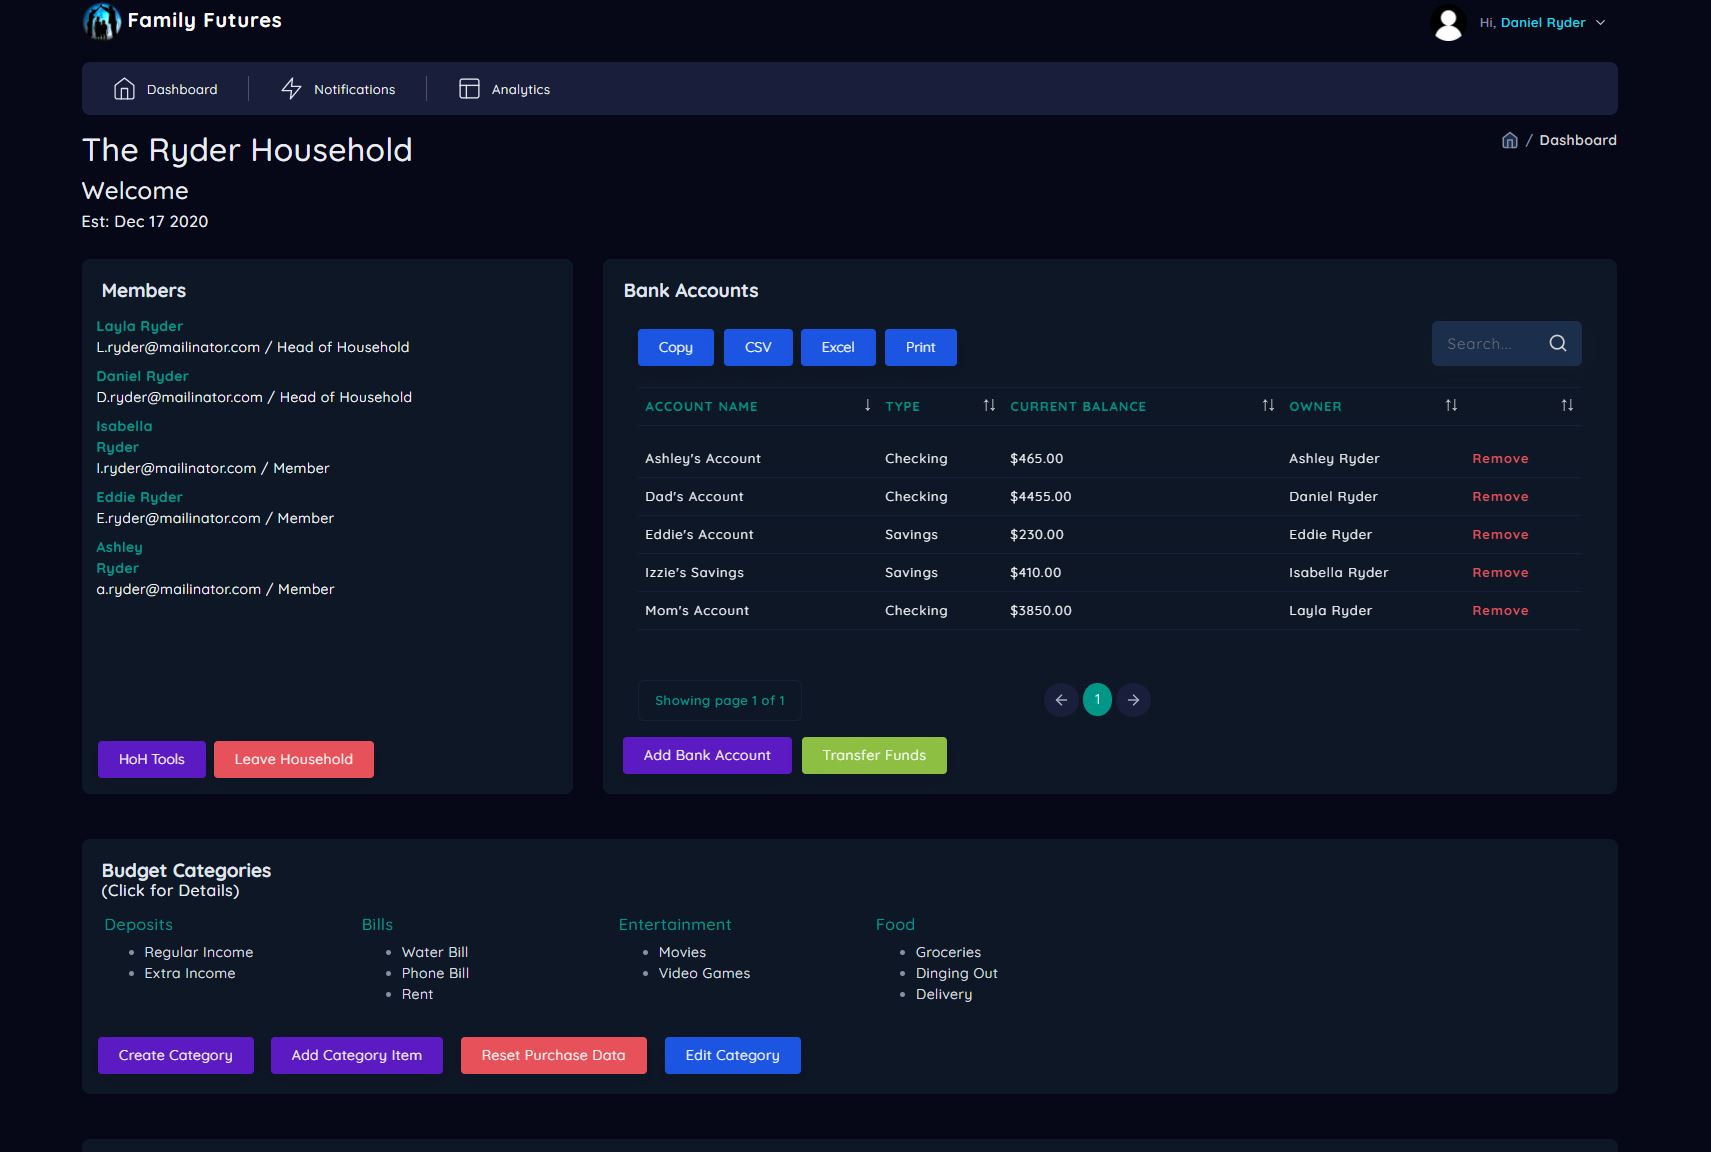 Family Futures
Hi, Daniel Ryder
Dashboard
Notifications
Analytics
The Ryder Household
/ Dashboard
Welcome
Est: Dec 17 2020
Members
Layla Ryder
L.ryder@mailinator.com / Head of Household
Daniel Ryder
D.ryder@mailinator.com / Head of Household
Isabella
Ryder
I.ryder@mailinator.com / Member
Eddie Ryder
E.ryder@mailinator.com / Member
Ashley
Ryder
a.ryder@mailinator.com / Member
HoH Tools
Leave Household
Bank Accounts
Copy CSV Excel Print
Search...
ACCOUNT NAME TYPE CURRENT BALANCE OWNER
Ashley's Account Checking $465.00 Ashley Ryder Remove
Dad's Account Checking $4455.00 Daniel Ryder Remove
Eddie's Account Savings $230.00 Eddie Ryder Remove
Izzie's Savings Savings $410.00 Isabella Ryder Remove
Mom's Account Checking $3850.00 Layla Ryder Remove
Showing page 1 of 1
1
Add Bank Account
Transfer Funds
Budget Categories
(Click for Details)
Deposits
Regular Income
Extra Income
Bills
Water Bill
Phone Bill
Rent
Entertainment
Movies
Video Games
Food
Groceries
Dinging Out
Delivery
Create Category
Add Category Item
Reset Purchase Data
Edit Category